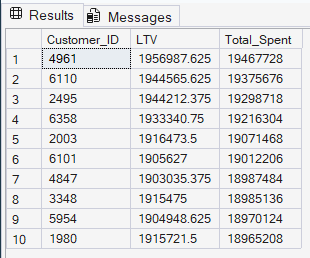 Results Messages
Customer_ID LTV Total_Spent
1 4961 1956987.625 19467728
2 6110 1944565.625 19375676
3 2495 1944212.375 19298718
4 6358 1933340.75 19216304
5 2003 1916473.5 19071468
6 6101 1905627 19012206
7 4847 1903035.375 18987484
8 3348 1915475 18985136
9 5954 1904948.625 18970124
10 1980 1915721.5 18965208